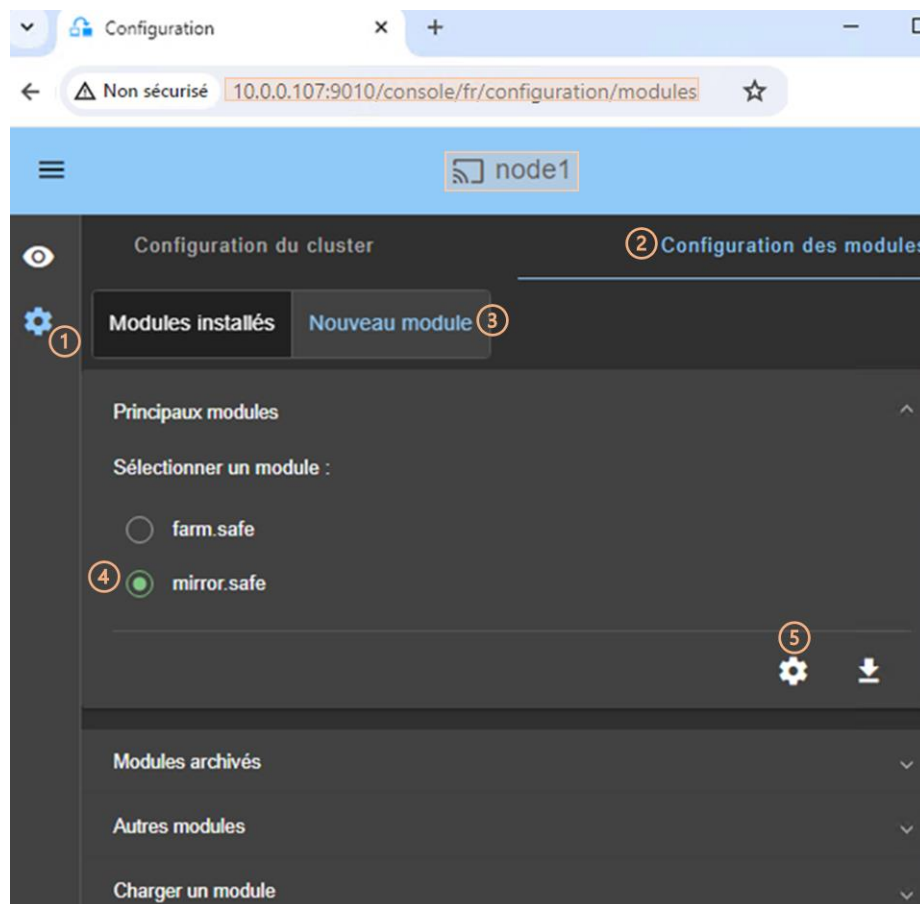 Configuration
Non sécurisé 10.0.0.107:9010/console/fr/configuration/modules
node1
Configuration du cluster
2 Configuration des modules
Modules installés Nouveau module 3
1
Principaux modules
Sélectionner un module :
farm.safe
4 mirror.safe
5
Modules archivés
Autres modules
Charger un module